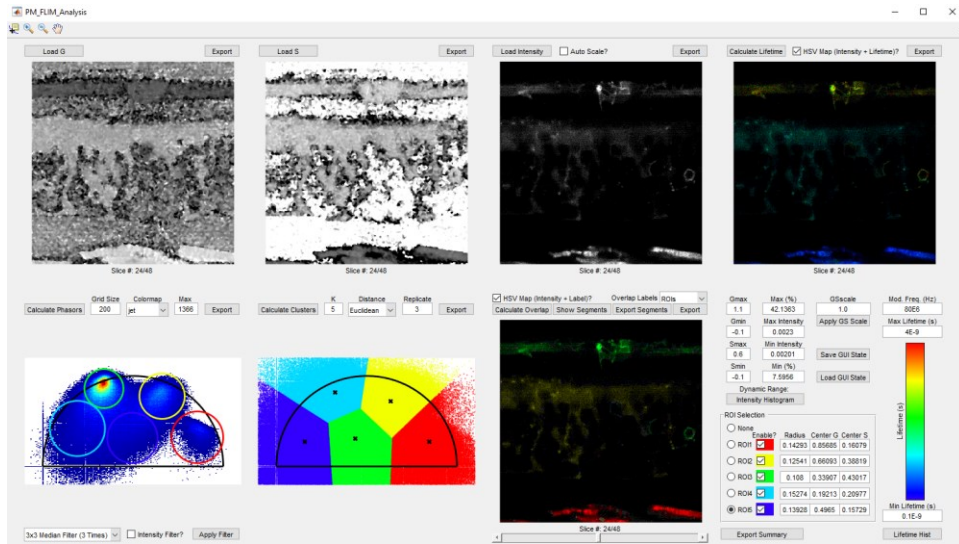 PM_FLIM_Analysis
Load G Export Load S Export Load Intensity Auto Scale? Export Calculate Lifetime HSV Map (Intensity + Lifetime)? Export
Slice #: 24/48 Slice #: 24/48 Slice #: 24/48 Slice #: 24/48
Grid Size Colormap Max
Calculate Phasors 200 jet 1366 Export
K Distance Replicate
Calculate Clusters 5 Euclidean 3 Export
HSV Map (Intensity + Label)? Overlap Labels ROIs
Calculate Overlap Show Segments Export Segments Export
Slice #: 24/48
Gmax Max (%) GSscale Mod. Freq. (Hz)
1.1 42.1363 1.0 80E6
Gmin Max Intensity Apply GS Scale Max Lifetime (s)
-0.1 0.0023 4E-9
Smax Min Intensity
0.6 0.00201 Save GUI State
Smin Min (%)
-0.1 7.5956 Load GUI State
Dynamic Range:
Intensity Histogram
Lifetime (s)
ROI Selection
None
Enable? Radius Center G Center S
ROI1 0.14293 0.85685 0.16079
ROI2 0.12541 0.66093 0.38819
ROI3 0.108 0.33907 0.43017
ROI4 0.15274 0.19213 0.20977
ROI5 0.13928 0.4965 0.15729
Min Lifetime (s)
0.1E-9
3x3 Median Filter (3 Times) Intensity Filter? Apply Filter
Export Summary Lifetime Hist